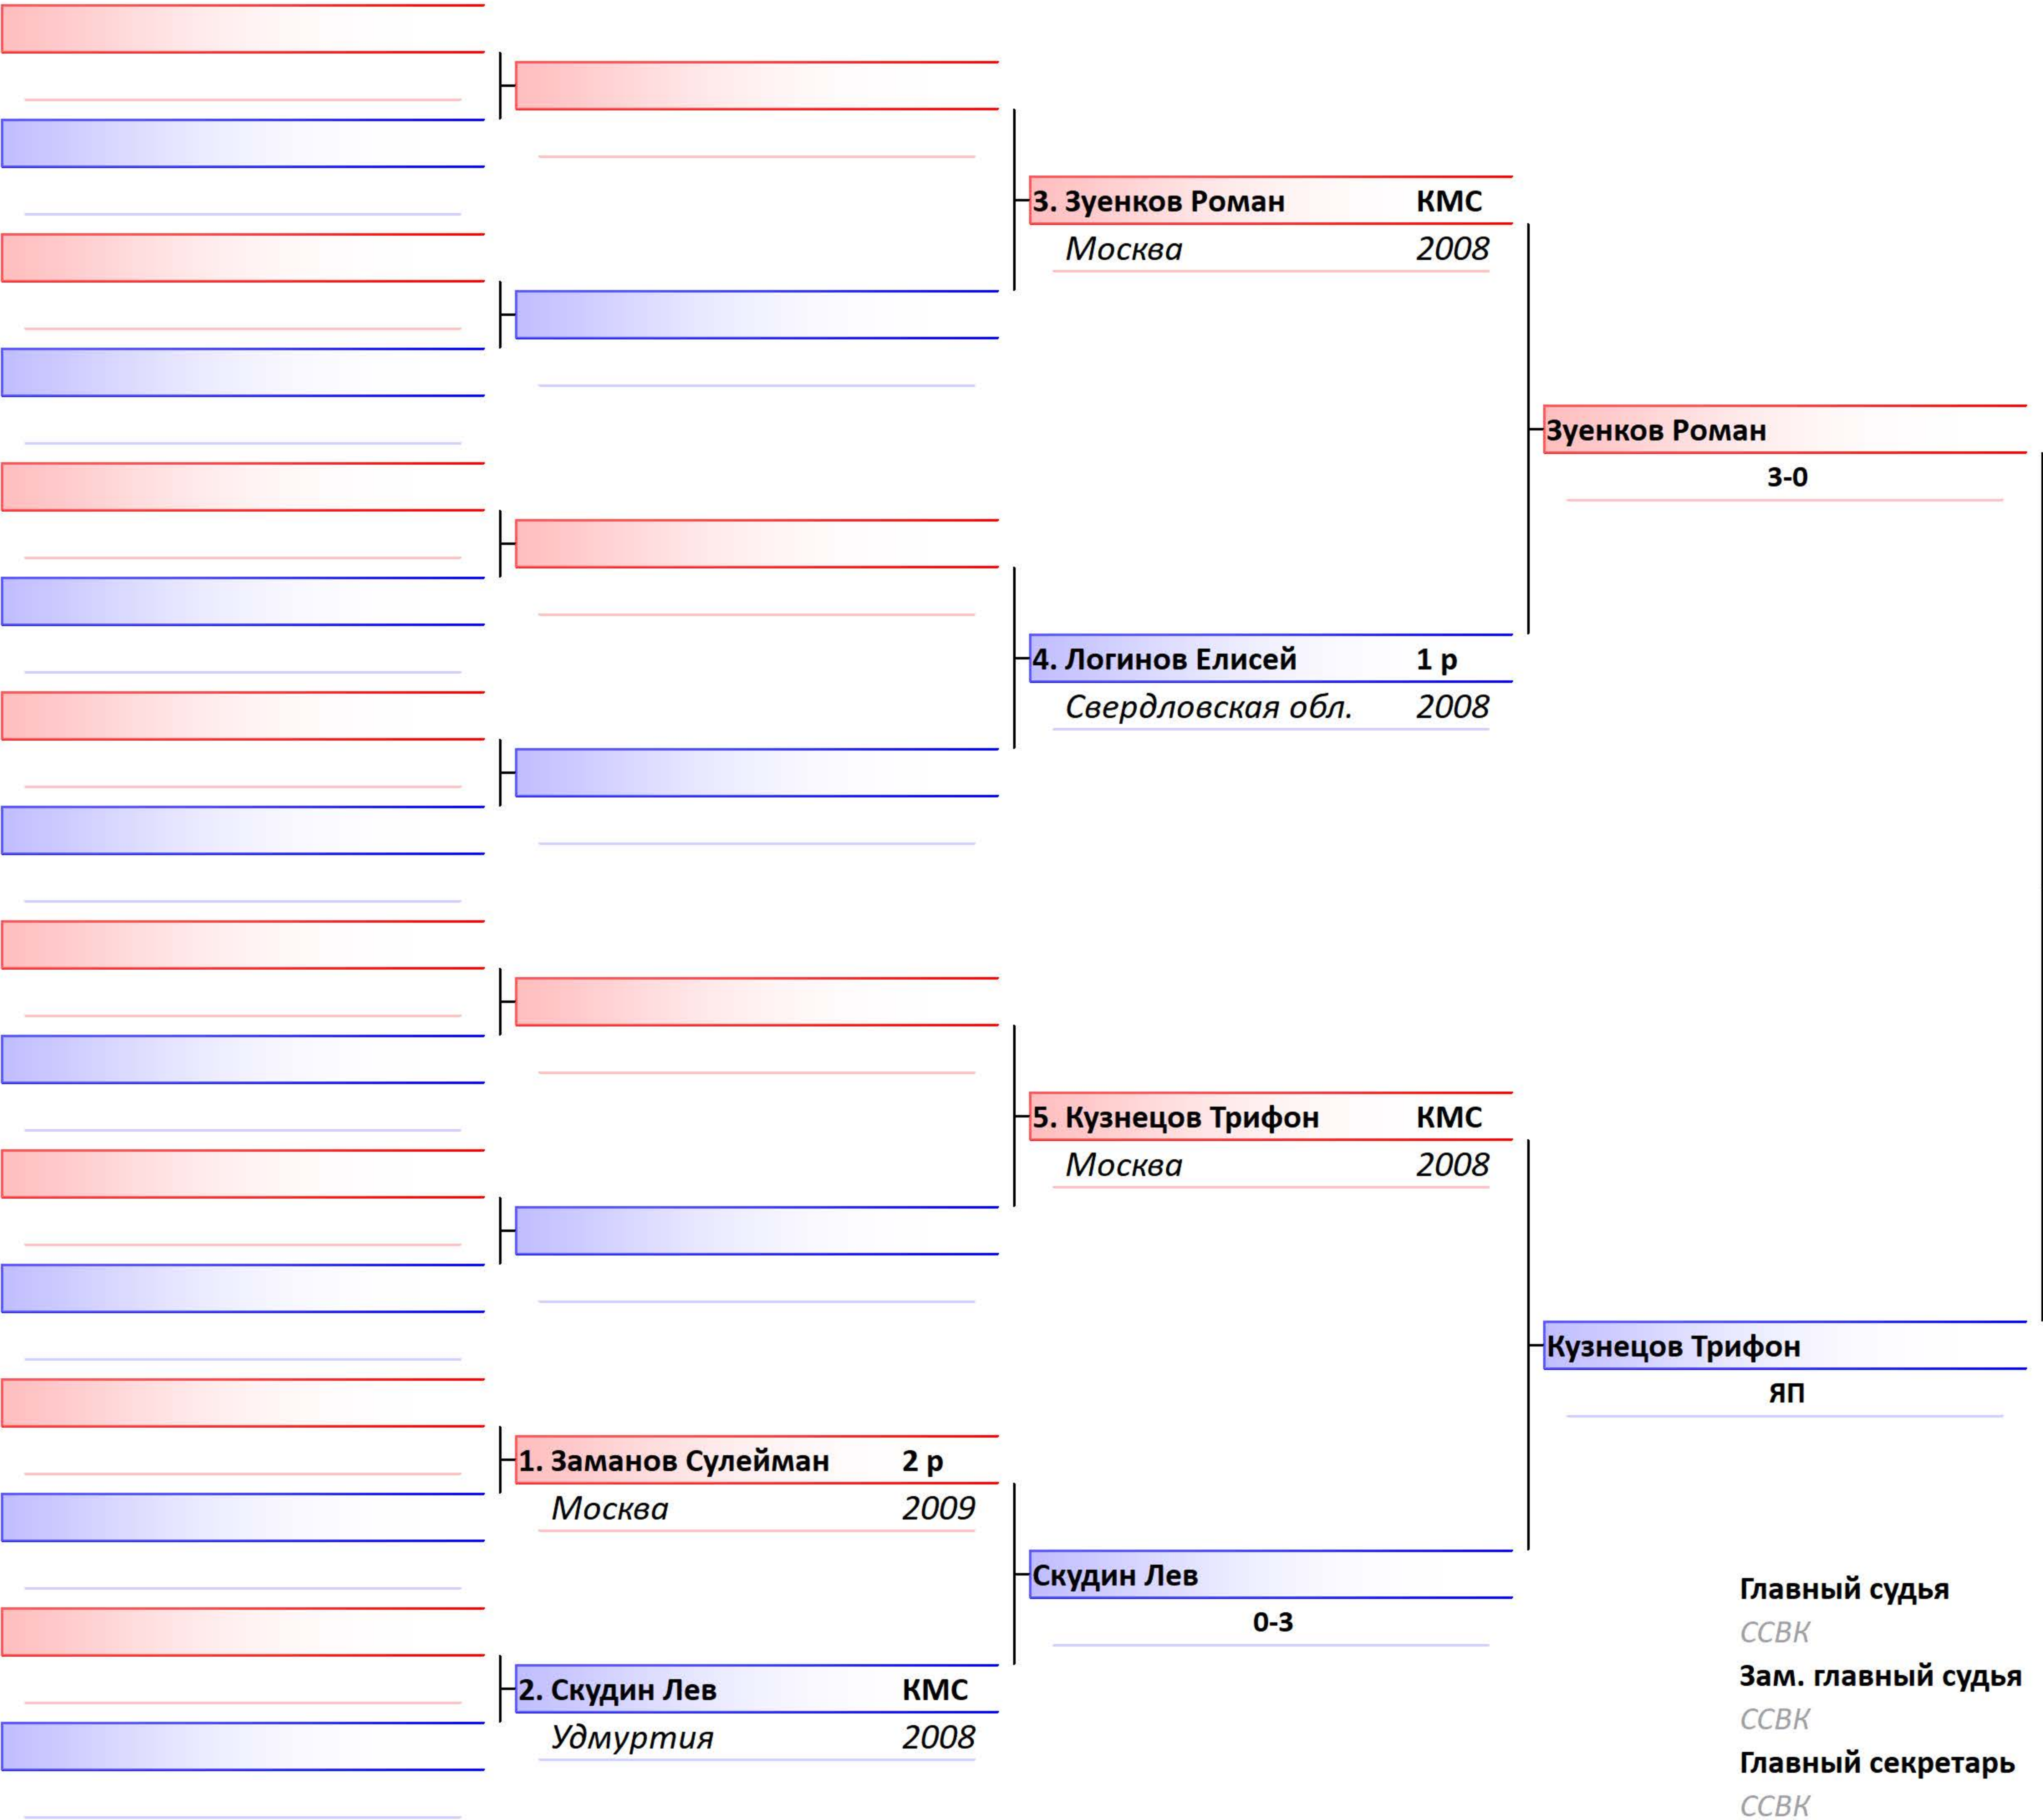 3. Зуенков Роман КМС
Москва 2008
Зуенков Роман
3-0
4. Логинов Елисей 1 р
Свердловская обл. 2008
5. Кузнецов Трифон КМС
Москва 2008
Кузнецов Трифон
ЯП
1. Заманов Сулейман 2 р
Москва 2009
Скудин Лев
0-3
2. Скудин Лев КМС
Удмуртия 2008
Главный судья
ССВК
Зам. главный судья
ССВК
Главный секретарь
ССВК